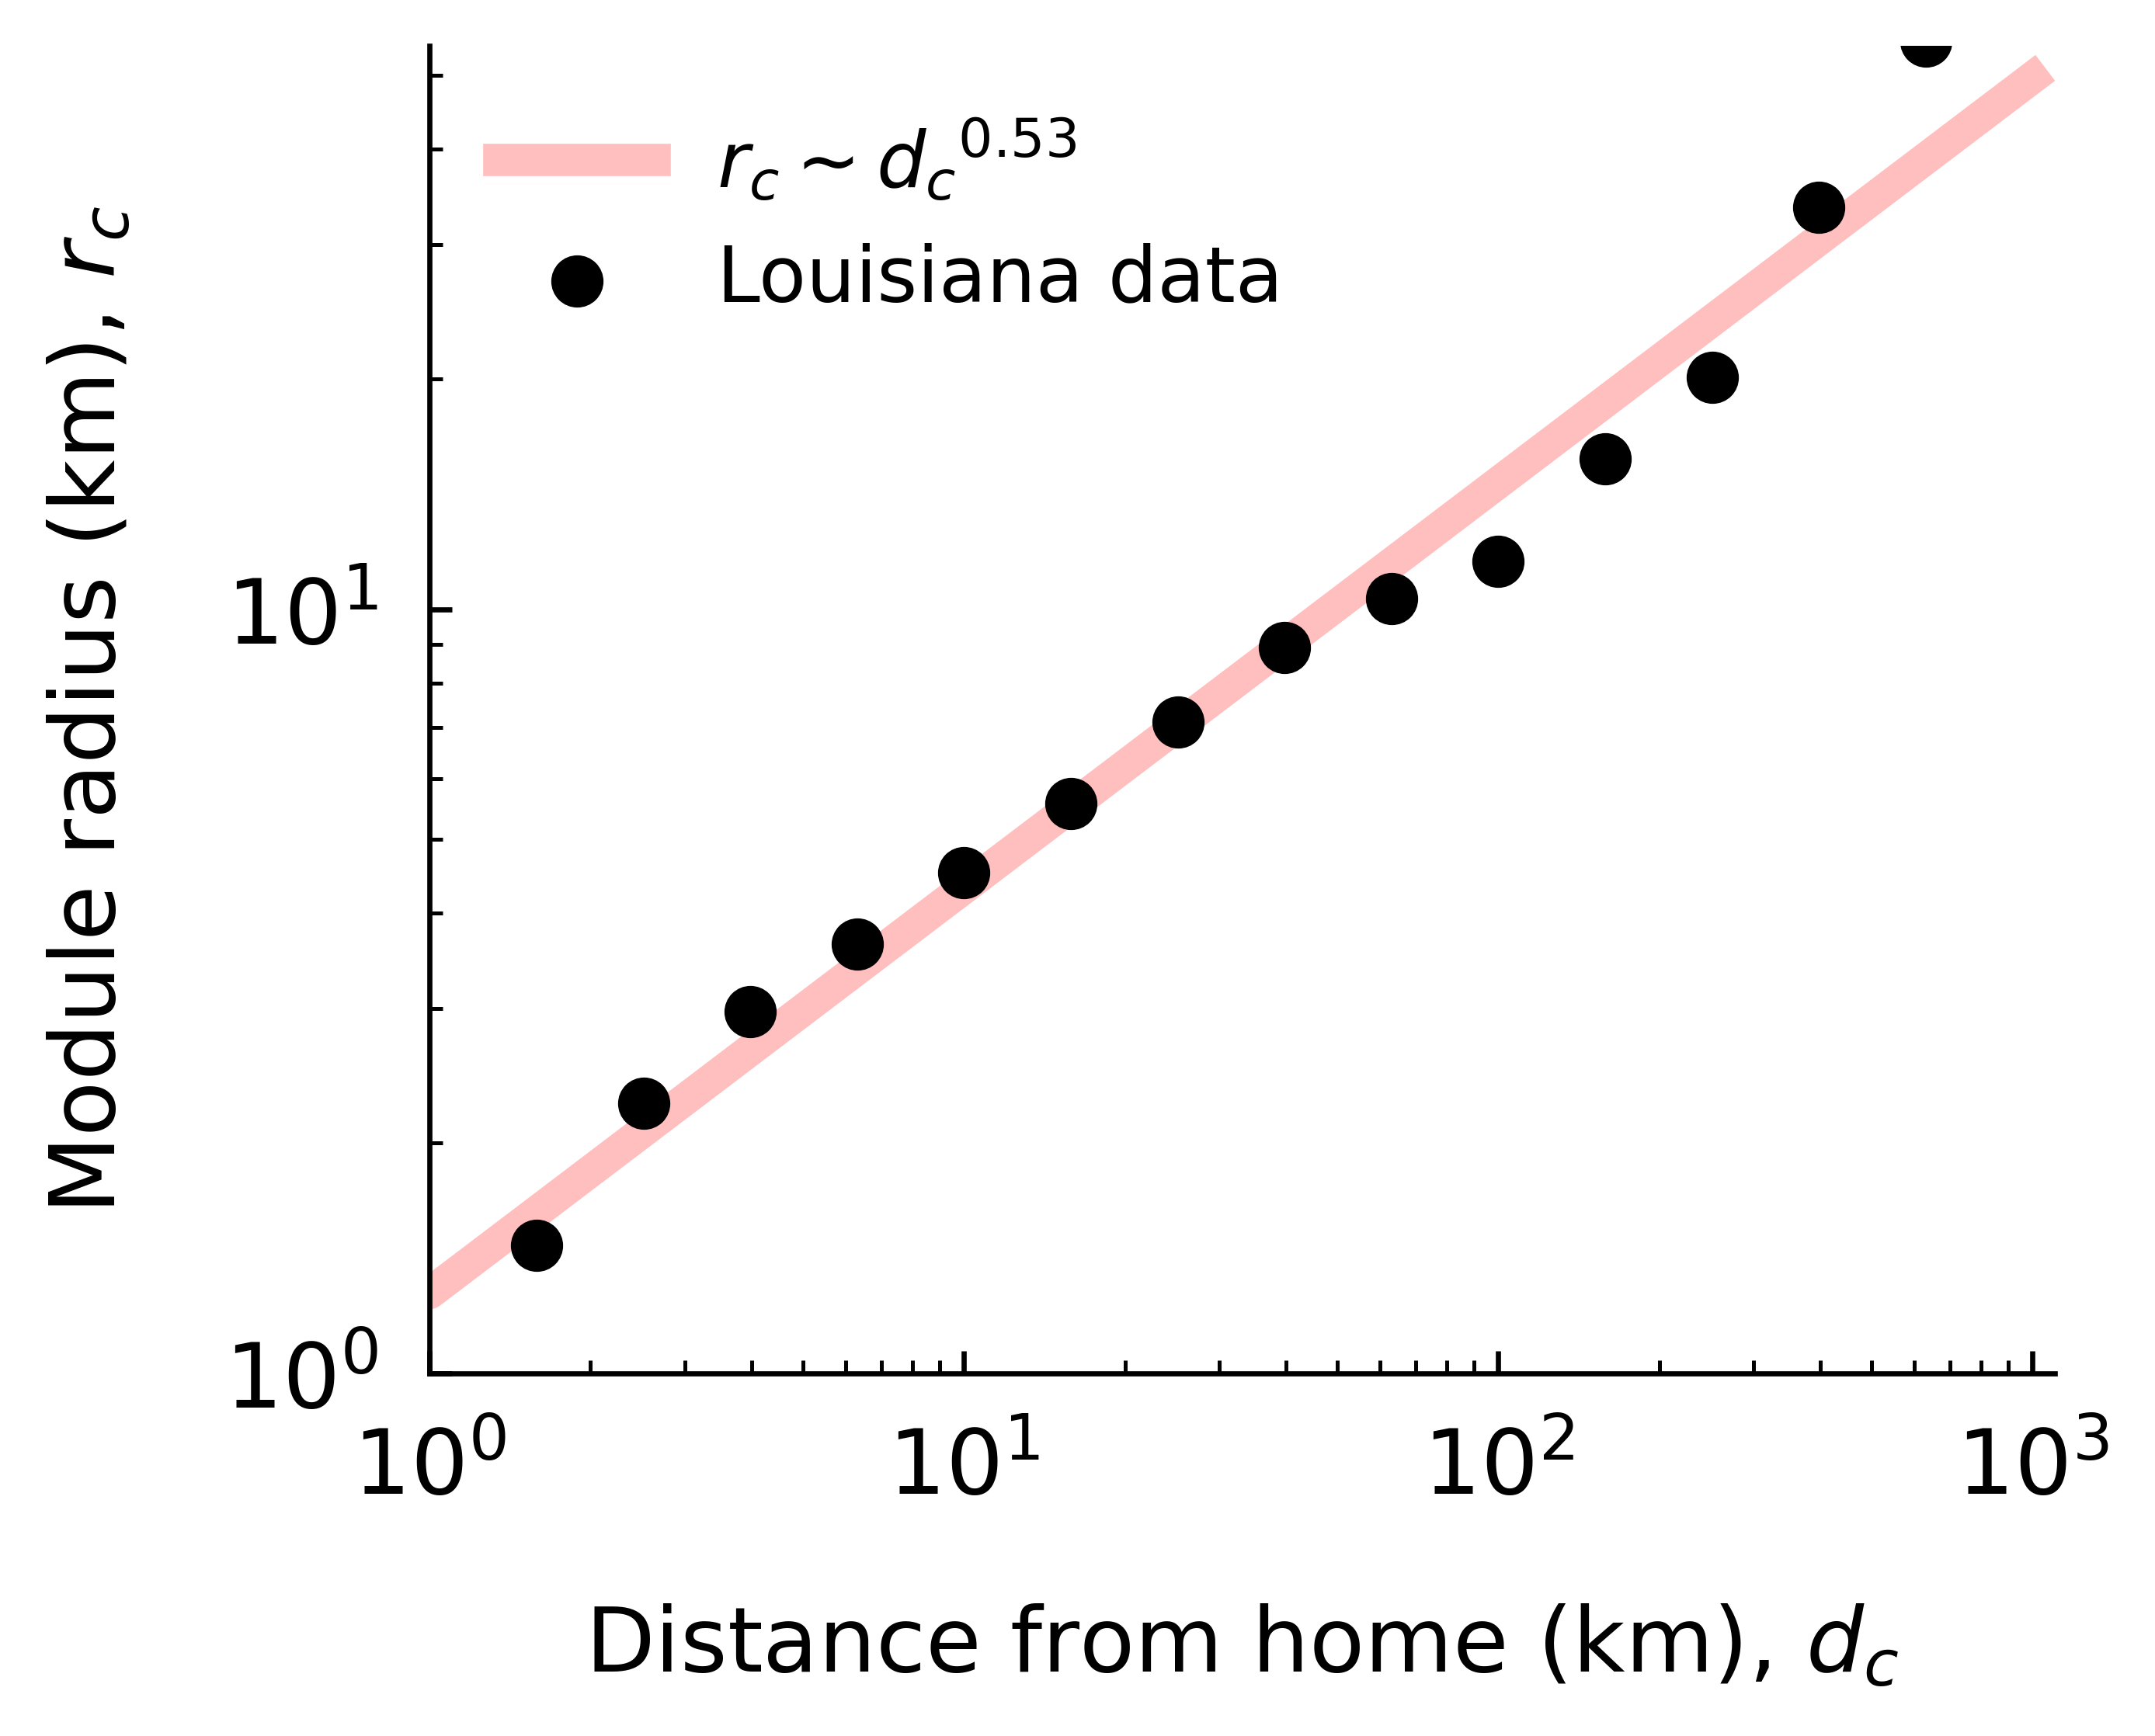 r_c ~ d_c^0.53
Louisiana data
Module radius (km), r_c
10^1
10^0
10^0 10^1 10^2 10^3
Distance from home (km), d_c